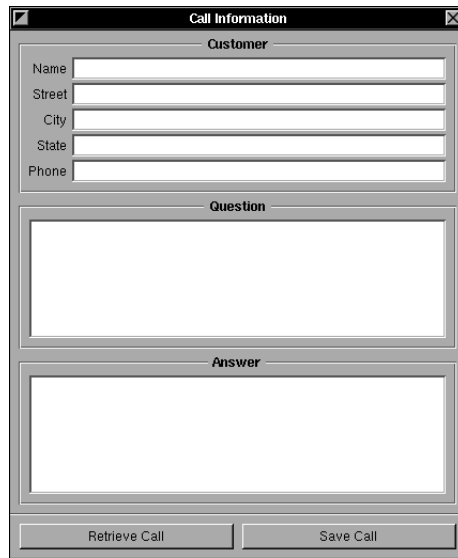 Call Information
Customer
Name
Street
City
State
Phone
Question
Answer
Retrieve Call Save Call